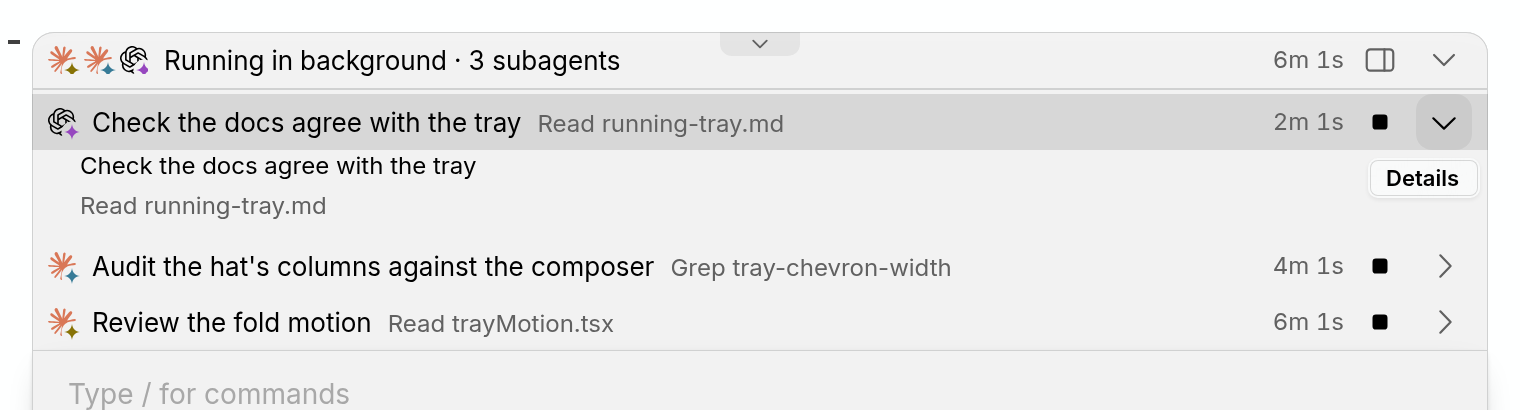 Running in background · 3 subagents 6m 1s
Check the docs agree with the tray Read running-tray.md 2m 1s
Check the docs agree with the tray
Details
Read running-tray.md
Audit the hat's columns against the composer Grep tray-chevron-width 4m 1s
Review the fold motion Read trayMotion.tsx 6m 1s
Type / for commands